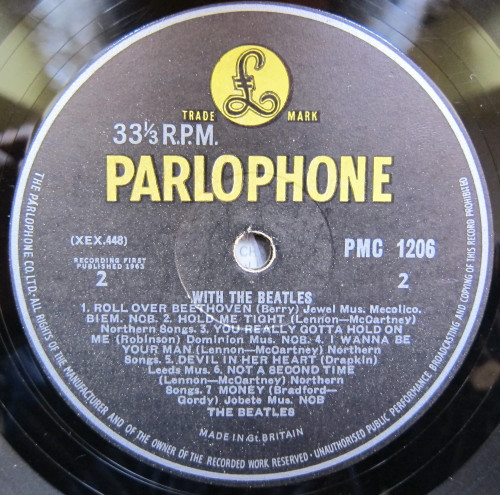 £
TRADE MARK
33⅓ R.P.M.
PARLOPHONE
(XEX.448)
PMC 1206
RECORDING FIRST
PUBLISHED 1963
2
2
WITH THE BEATLES
1. ROLL OVER BEETHOVEN (Berry) Jewel Mus. Mecolico.
BIEM. NOB. 2. HOLD ME TIGHT (Lennon—McCartney)
Northern Songs. 3. YOU REALLY GOTTA HOLD ON
ME (Robinson) Dominion Mus. NOB. 4. I WANNA BE
YOUR MAN (Lennon—McCartney) Northern
Songs. 5. DEVIL IN HER HEART (Drapkin)
Leeds Mus. 6. NOT A SECOND TIME
(Lennon—McCartney) Northern
Songs. 7 MONEY (Bradford—
Gordy) Jobete Mus. NOB
THE BEATLES
MADE IN Gt. BRITAIN
THE PARLOPHONE CO. LTD. ALL RIGHTS OF THE MANUFACTURER AND OF THE OWNER OF THE RECORDED WORK RESERVED · UNAUTHORISED PUBLIC PERFORMANCE BROADCASTING AND COPYING OF THIS RECORD PROHIBITED